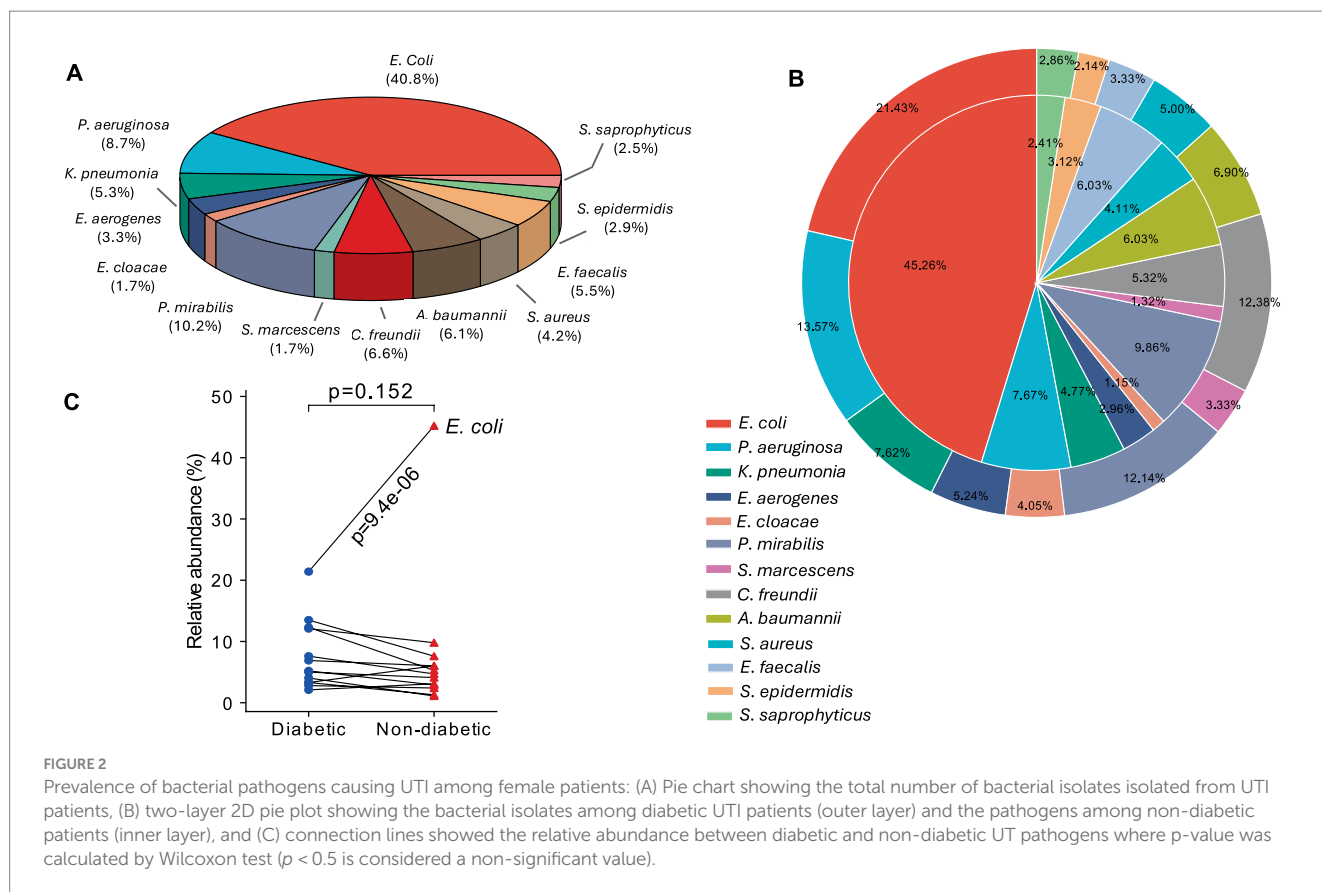 A
E. Coli
(40.8%)
P. aeruginosa
(8.7%)
K. pneumonia
(5.3%)
E. aerogenes
(3.3%)
E. cloacae
(1.7%)
P. mirabilis
(10.2%)
S. marcescens
(1.7%)
C. freundii
(6.6%)
A. baumannii
(6.1%)
S. aureus
(4.2%)
E. faecalis
(5.5%)
S. epidermidis
(2.9%)
S. saprophyticus
(2.5%)
B
2.86%
2.14%
3.33%
5.00%
6.90%
12.38%
3.33%
12.14%
4.05%
5.24%
7.62%
13.57%
21.43%
2.41%
3.12%
6.03%
4.11%
6.03%
5.32%
1.32%
9.86%
1.15%
2.96%
4.77%
7.67%
45.26%
E. coli
P. aeruginosa
K. pneumonia
E. aerogenes
E. cloacae
P. mirabilis
S. marcescens
C. freundii
A. baumannii
S. aureus
E. faecalis
S. epidermidis
S. saprophyticus
C
p=0.152
E. coli
p=9.4e-06
Relative abundance (%)
50
40
30
20
10
0
Diabetic Non-diabetic
FIGURE 2
Prevalence of bacterial pathogens causing UTI among female patients: (A) Pie chart showing the total number of bacterial isolates isolated from UTI
patients, (B) two-layer 2D pie plot showing the bacterial isolates among diabetic UTI patients (outer layer) and the pathogens among non-diabetic
patients (inner layer), and (C) connection lines showed the relative abundance between diabetic and non-diabetic UT pathogens where p-value was
calculated by Wilcoxon test (p < 0.5 is considered a non-significant value).